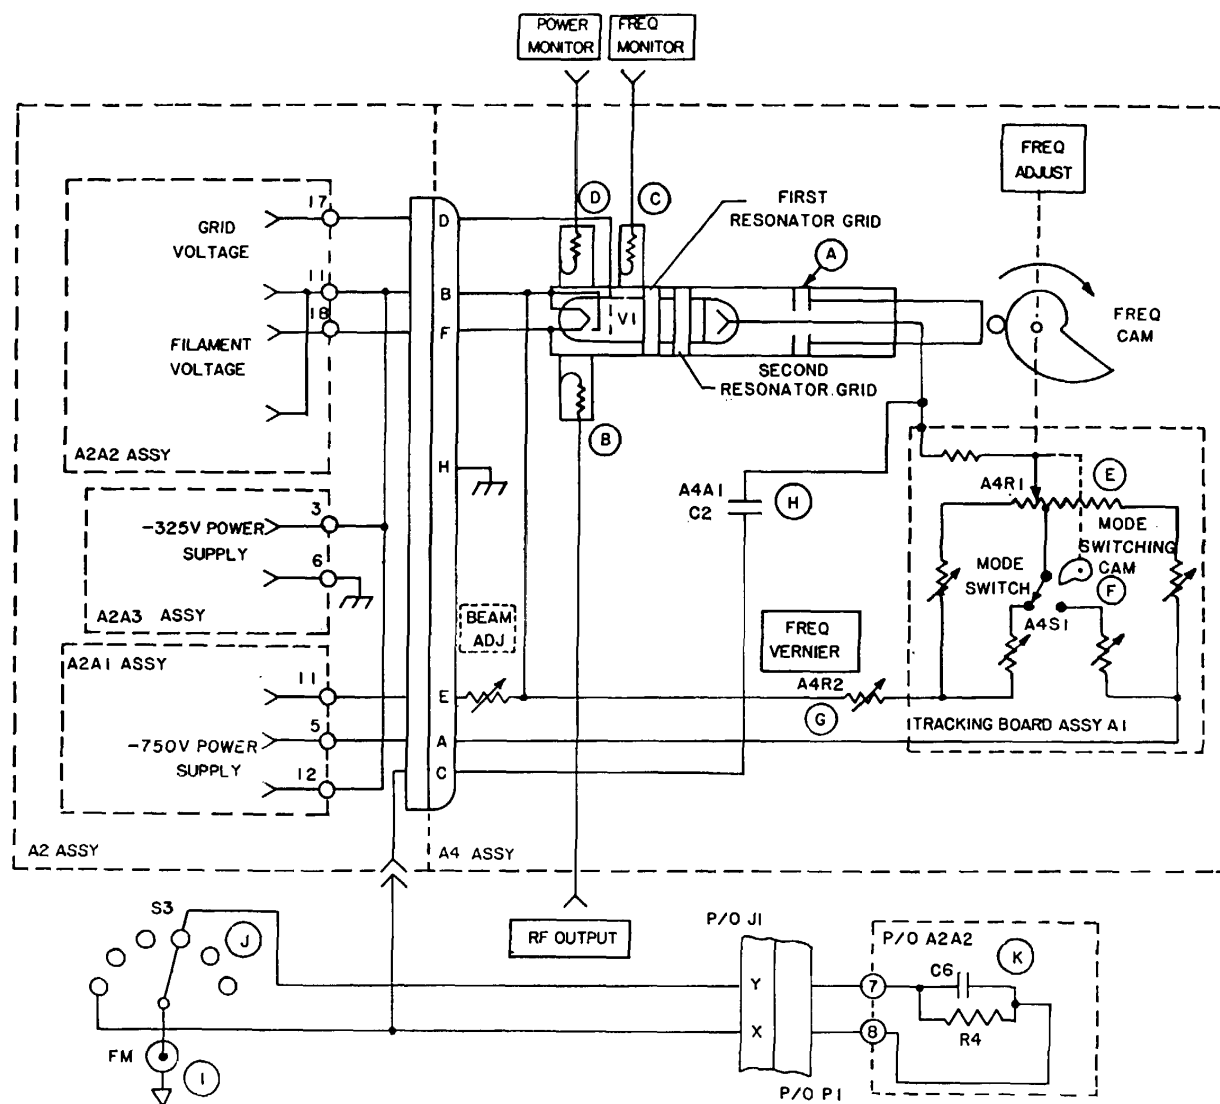 POWER
MONITOR
FREQ
MONITOR
FREQ
ADJUST
17
GRID
VOLTAGE
11
18
FILAMENT
VOLTAGE
A2A2 ASSY
D
B
F
H
D
C
FIRST
RESONATOR GRID
A
V1
SECOND
RESONATOR GRID
B
FREQ
CAM
3
-325V POWER
SUPPLY
6
A2A3 ASSY
A4A1
C2
H
A4R1
E
MODE
SWITCHING
CAM
MODE
SWITCH
F
A4S1
BEAM
ADJ
FREQ
VERNIER
A4R2
G
TRACKING BOARD ASSY A1
A2A1 ASSY
11
5
-750V POWER
SUPPLY
12
E
A
C
A2 ASSY
A4 ASSY
S3
J
FM
I
RF OUTPUT
P/O J1
Y
X
P/O P1
P/O A2A2
K
7
C6
8
R4